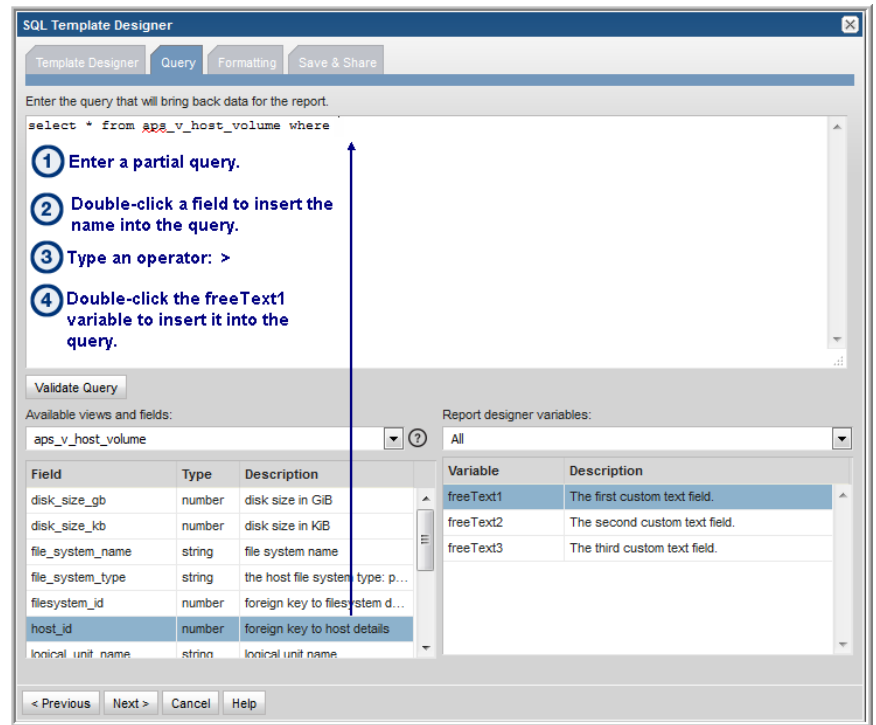 SQL Template Designer
Template Designer Query Formatting Save & Share
Enter the query that will bring back data for the report.
select * from aps_v_host_volume where
1 Enter a partial query.
2 Double-click a field to insert the
name into the query.
3 Type an operator: >
4 Double-click the freeText1
variable to insert it into the
query.
Validate Query
Available views and fields: Report designer variables:
aps_v_host_volume ? All
Field Type Description Variable Description
disk_size_gb number disk size in GiB freeText1 The first custom text field.
disk_size_kb number disk size in KiB freeText2 The second custom text field.
file_system_name string file system name freeText3 The third custom text field.
file_system_type string the host file system type: p...
filesystem_id number foreign key to filesystem d...
host_id number foreign key to host details
logical_unit_name string logical unit name
< Previous Next > Cancel Help